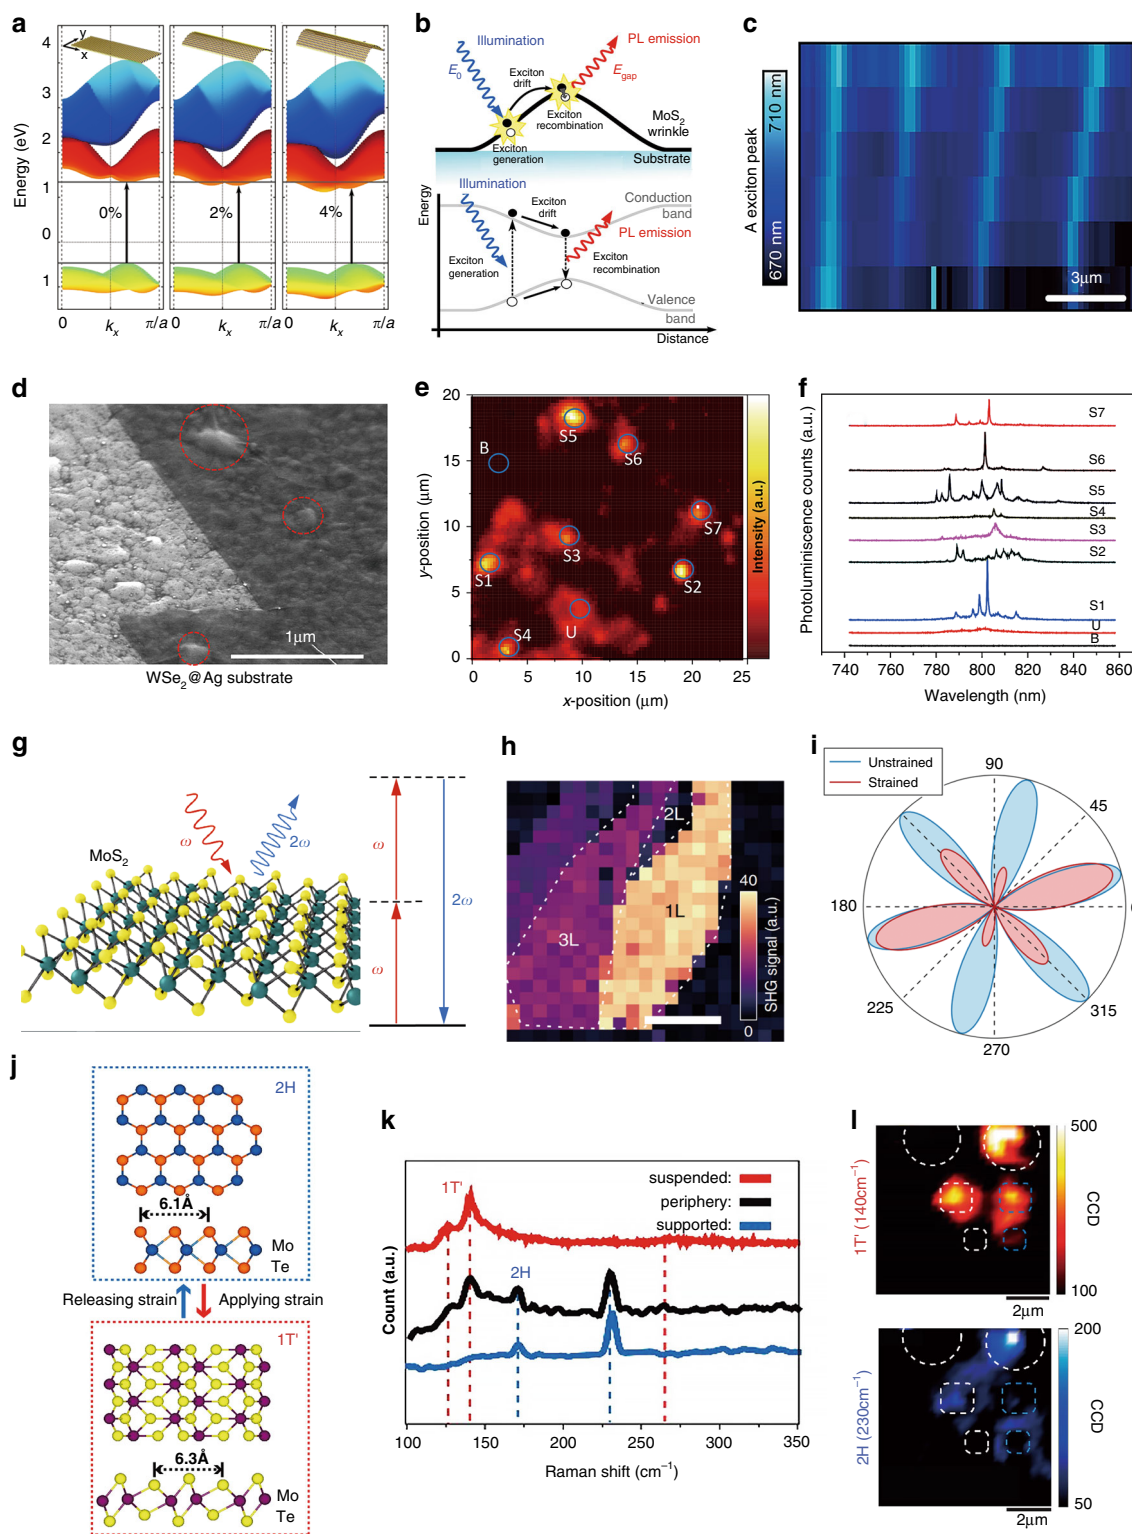 a
y
x
4
3
2
1
0
1
Energy (eV)
0%
2%
4%
0
kx
π/a
0
kx
π/a
0
kx
π/a
b
Illumination
PL emission
E0
Exciton
drift
Egap
Exciton
recombination
MoS2
wrinkle
Exciton
generation
Substrate
Illumination
Energy
Exciton
drift
Conduction
band
PL emission
Exciton
generation
Exciton
recombination
Valence
band
Distance
c
A exciton peak
710 nm
670 nm
3μm
d
1μm
WSe2@Ag substrate
e
20
15
10
5
0
y-position (μm)
B
S5
S6
S7
S3
S1
S2
S4
U
0
5
10
15
20
25
x-position (μm)
Intensity (a.u.)
f
Photoluminiscence counts (a.u.)
S7
S6
S5
S4
S3
S2
S1
U
B
740
760
780
800
820
840
860
Wavelength (nm)
g
MoS2
ω
2ω
ω
ω
2ω
h
2L
1L
3L
40
0
SHG signal (a.u.)
i
Unstrained
Strained
90
45
180
225
270
315
j
2H
6.1Å
Mo
Te
Releasing strain
Applying strain
1T'
6.3Å
Mo
Te
k
1T'
suspended:
periphery:
supported:
2H
Count (a.u.)
100
150
200
250
300
350
Raman shift (cm−1)
l
1T' (140cm−1)
500
CCD
100
2μm
2H (230cm−1)
200
CCD
50
2μm